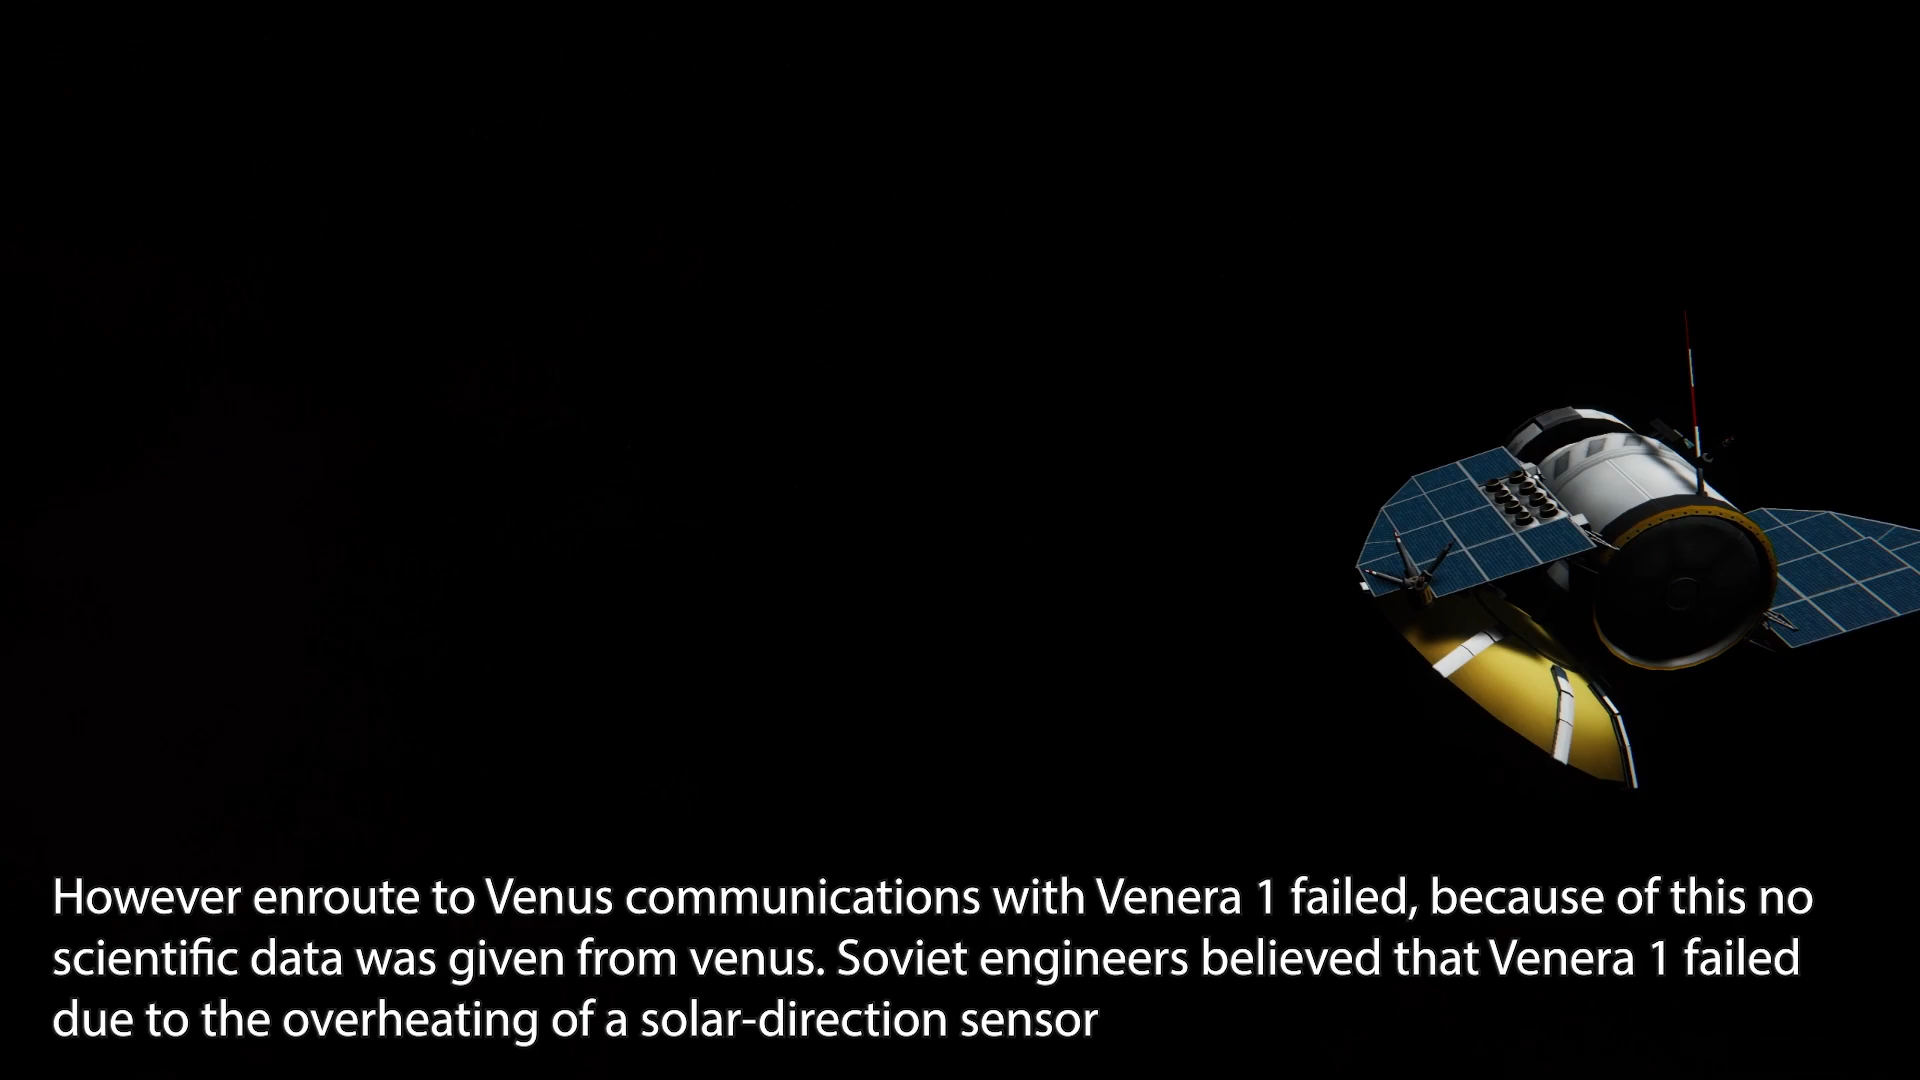 However enroute to Venus communications with Venera 1 failed, because of this no
scientific data was given from venus. Soviet engineers believed that Venera 1 failed
due to the overheating of a solar-direction sensor